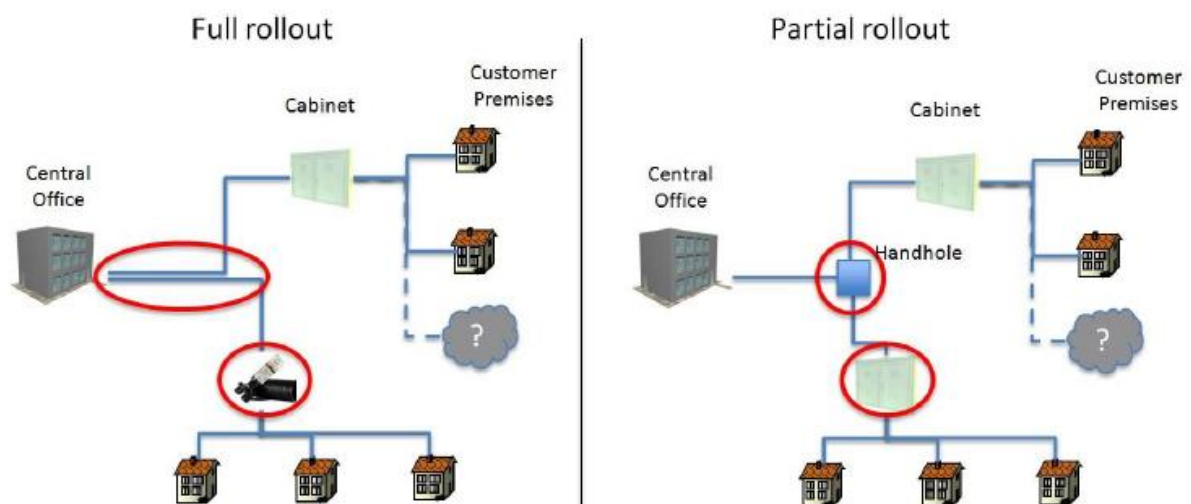 Full rollout
Customer
Premises
Cabinet
Central
Office
?
Partial rollout
Customer
Premises
Cabinet
Central
Office
Handhole
?